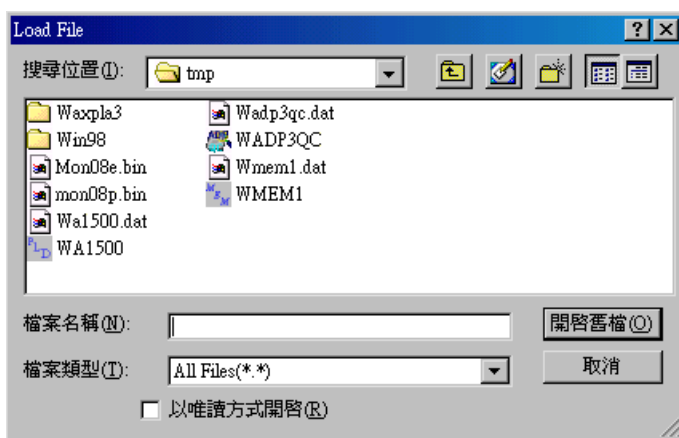 Load File
搜尋位置(I): tmp
Waxpla3 Wadp3qc.dat
Win98 WADP3QC
Mon08e.bin Wmem1.dat
mon08p.bin WMEM1
Wa1500.dat
WA1500
檔案名稱(N): 開啓舊檔(O)
檔案類型(T): All Files(*.*) 取消
以唯讀方式開啓(R)